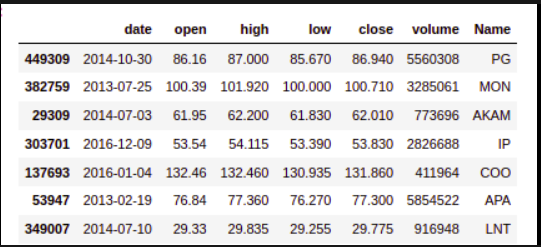 date open high low close volume Name
449309 2014-10-30 86.16 87.000 85.670 86.940 5560308 PG
382759 2013-07-25 100.39 101.920 100.000 100.710 3285061 MON
29309 2014-07-03 61.95 62.200 61.830 62.010 773696 AKAM
303701 2016-12-09 53.54 54.115 53.390 53.830 2826688 IP
137693 2016-01-04 132.46 132.460 130.935 131.860 411964 COO
53947 2013-02-19 76.84 77.360 76.270 77.300 5854522 APA
349007 2014-07-10 29.33 29.835 29.255 29.775 916948 LNT